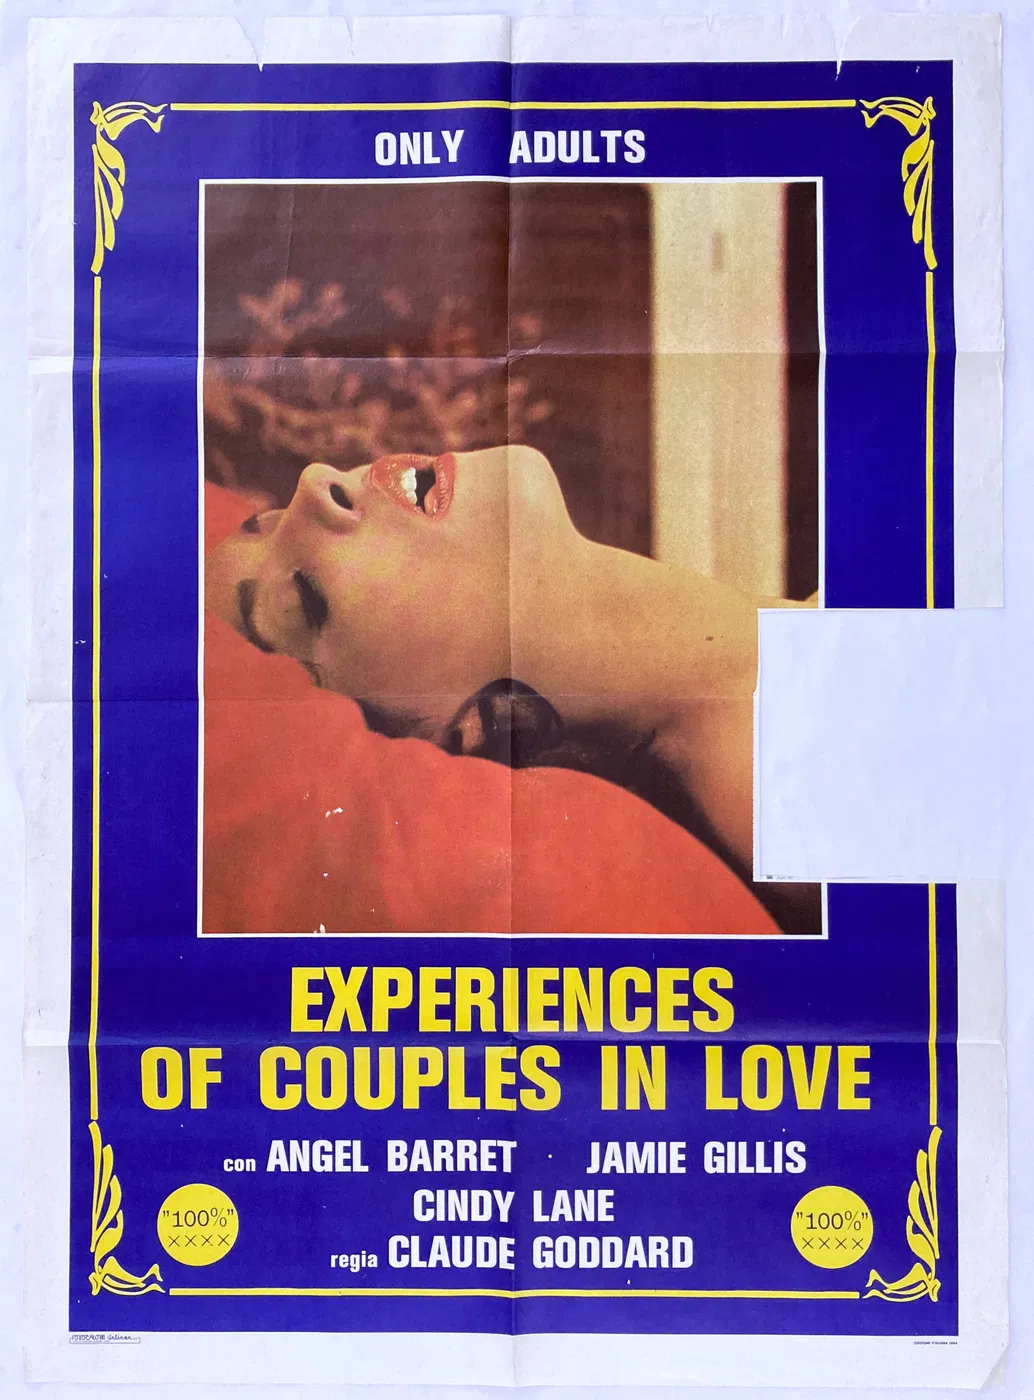 ONLY ADULTS
EXPERIENCES
OF COUPLES IN LOVE
con ANGEL BARRET · JAMIE GILLIS
CINDY LANE
regia CLAUDE GODDARD
"100%"
XXXX
"100%"
XXXX